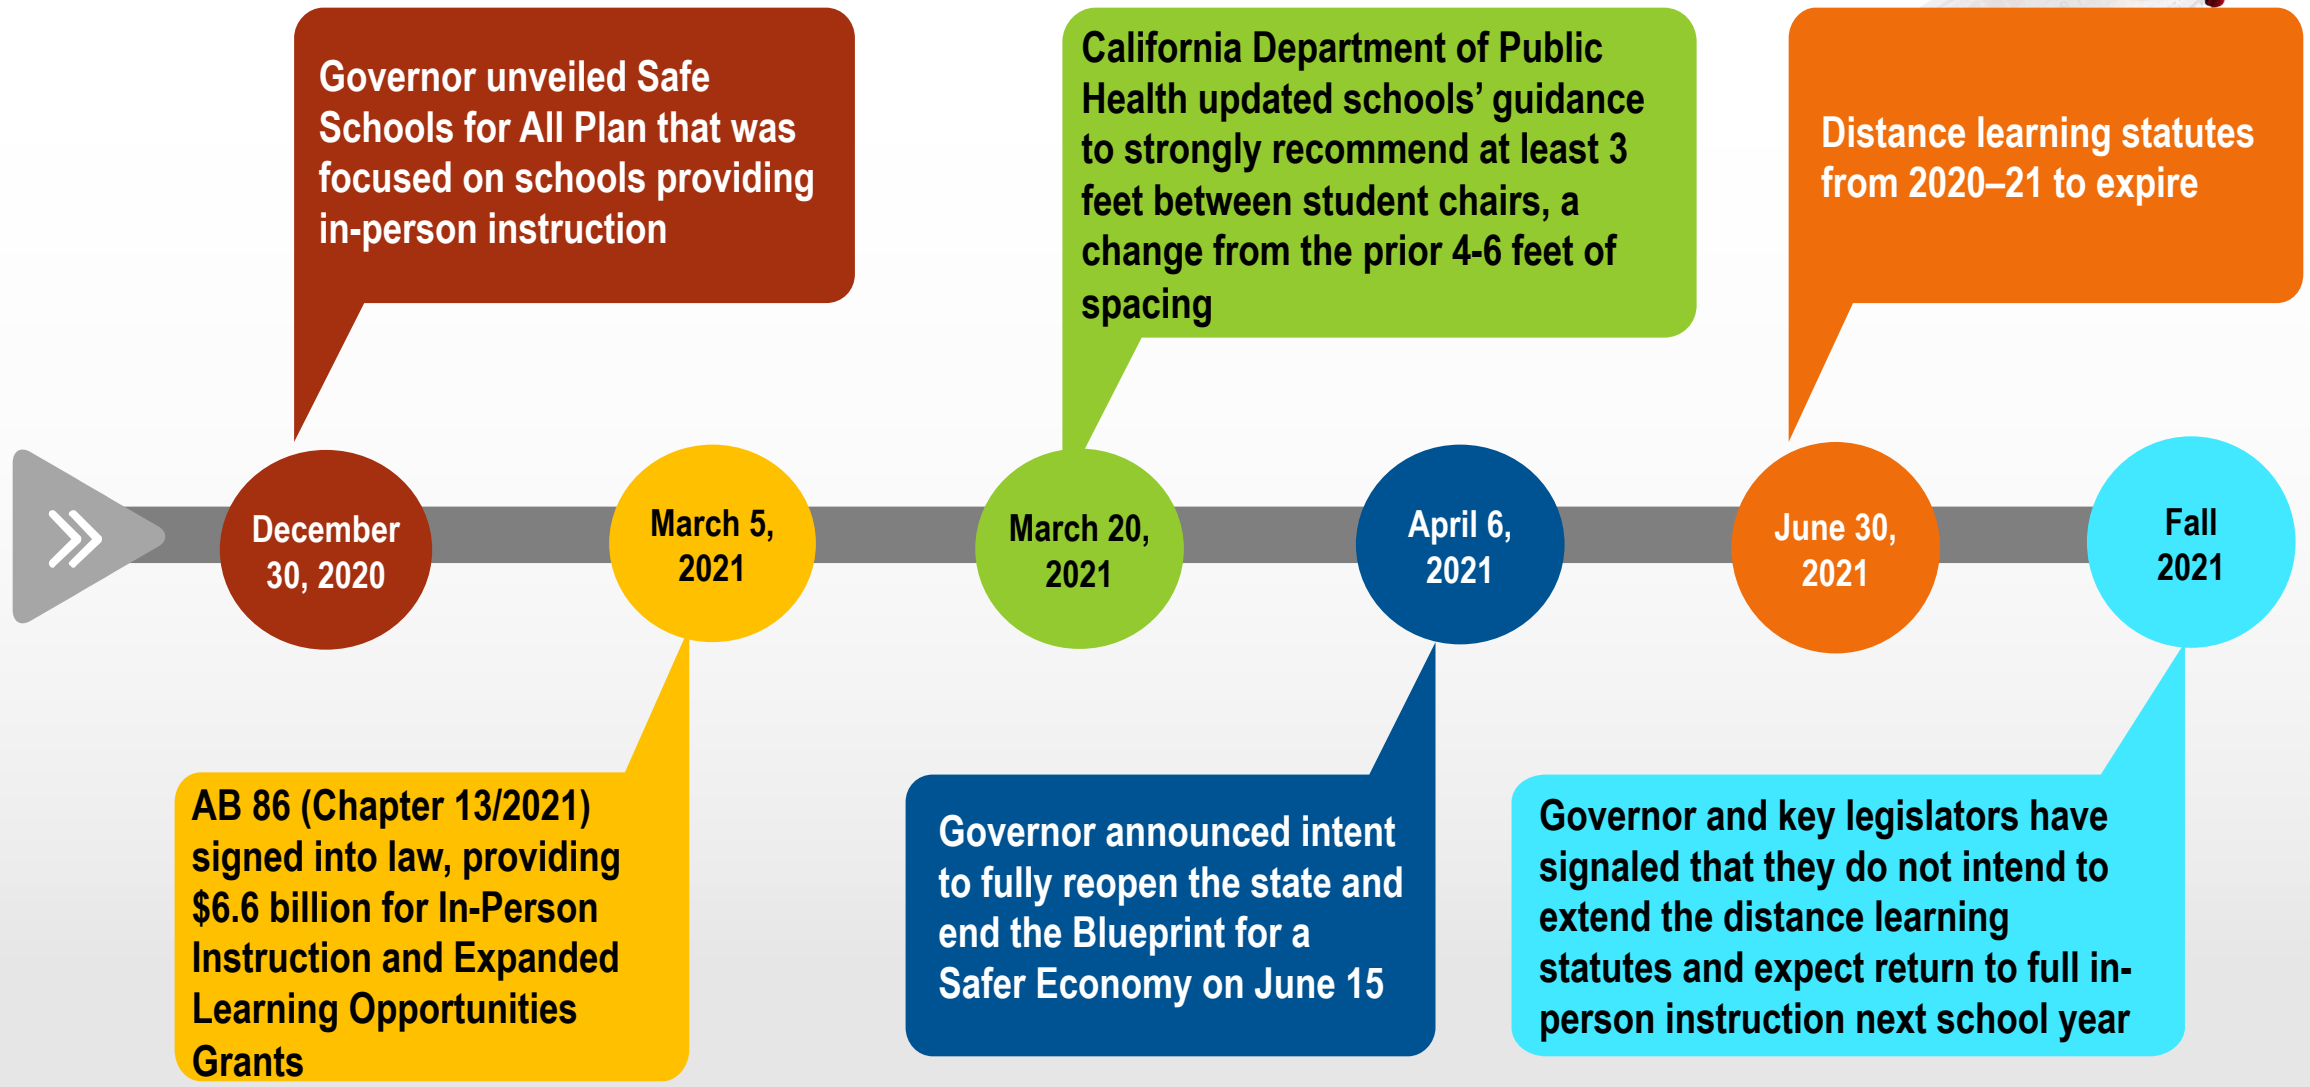 Governor unveiled Safe
Schools for All Plan that was
focused on schools providing
in-person instruction
California Department of Public
Health updated schools’ guidance
to strongly recommend at least 3
feet between student chairs, a
change from the prior 4-6 feet of
spacing
Distance learning statutes
from 2020–21 to expire
December
30, 2020
March 5,
2021
March 20,
2021
April 6,
2021
June 30,
2021
Fall
2021
AB 86 (Chapter 13/2021)
signed into law, providing
$6.6 billion for In-Person
Instruction and Expanded
Learning Opportunities
Grants
Governor announced intent
to fully reopen the state and
end the Blueprint for a
Safer Economy on June 15
Governor and key legislators have
signaled that they do not intend to
extend the distance learning
statutes and expect return to full in-
person instruction next school year